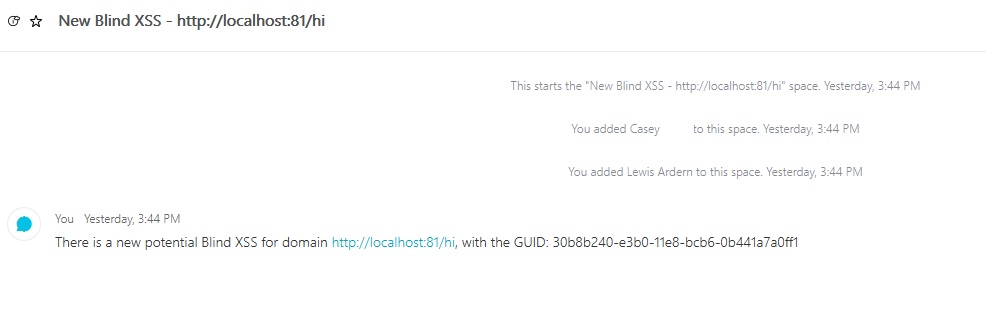 New Blind XSS - http://localhost:81/hi
This starts the "New Blind XSS - http://localhost:81/hi" space. Yesterday, 3:44 PM
You added Casey to this space. Yesterday, 3:44 PM
You added Lewis Ardern to this space. Yesterday, 3:44 PM
You Yesterday, 3:44 PM
There is a new potential Blind XSS for domain http://localhost:81/hi, with the GUID: 30b8b240-e3b0-11e8-bcb6-0b441a7a0ff1